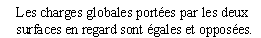 Les charges globales portées par les deux
surfaces en regard sont égales et opposées.